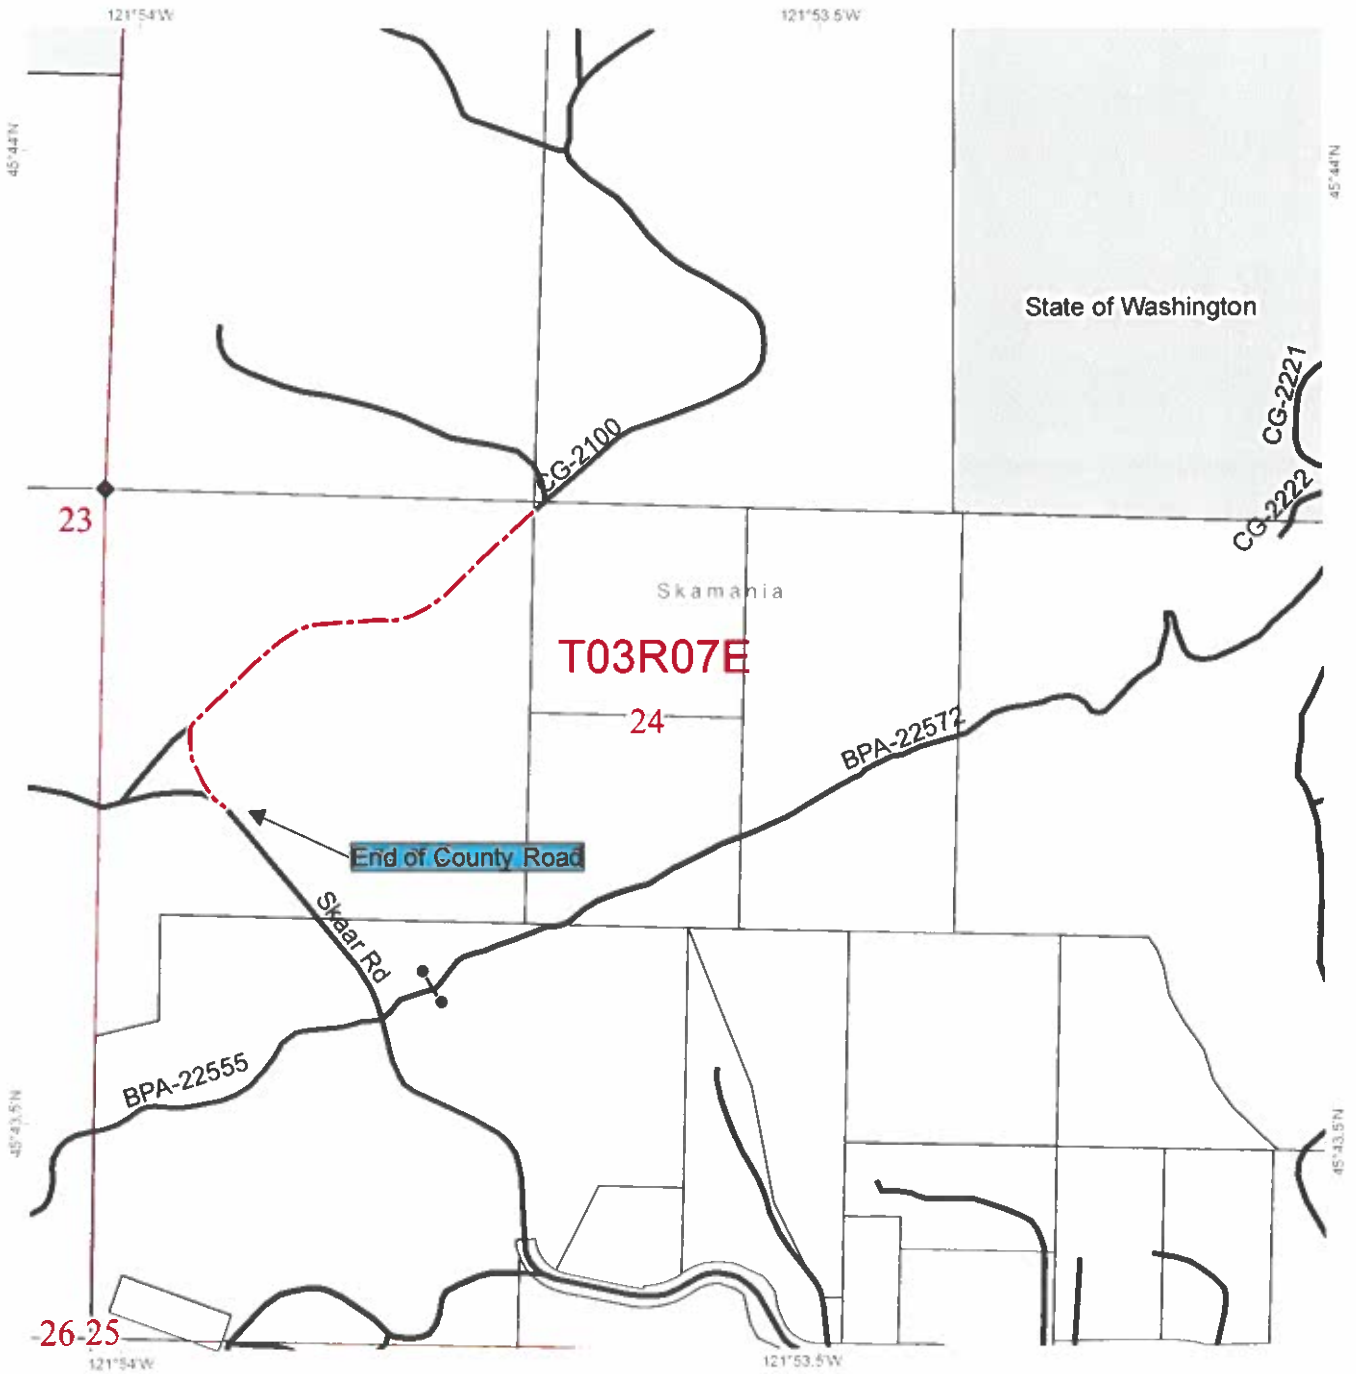 121°54'W
121°53.5'W
45°44'N
45°44'N
State of Washington
CG-2221
CG-2100
CG-2222
23
Skamania
T03R07E
24
BPA-22572
End of County Road
Skaar Rd
BPA-22555
45°43.5'N
45°43.5'N
26 25
121°54'W
121°53.5'W